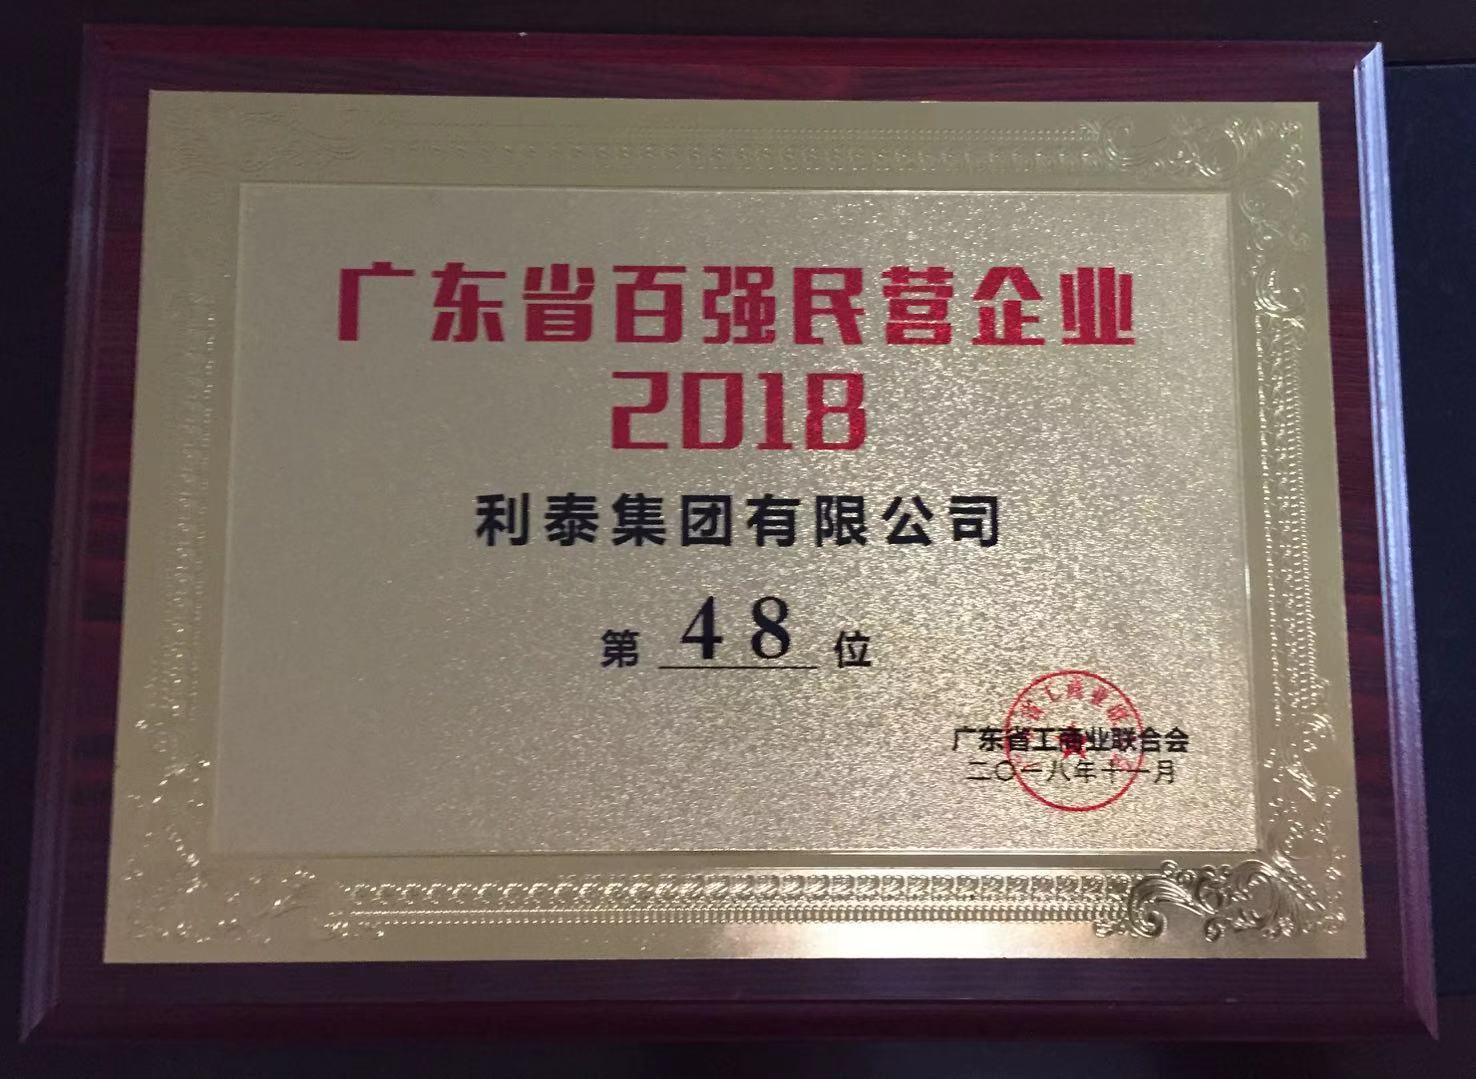 广东省百强民营企业
2018
利泰集团有限公司
第 48 位
广东省工商业联合会
二〇一八年十一月